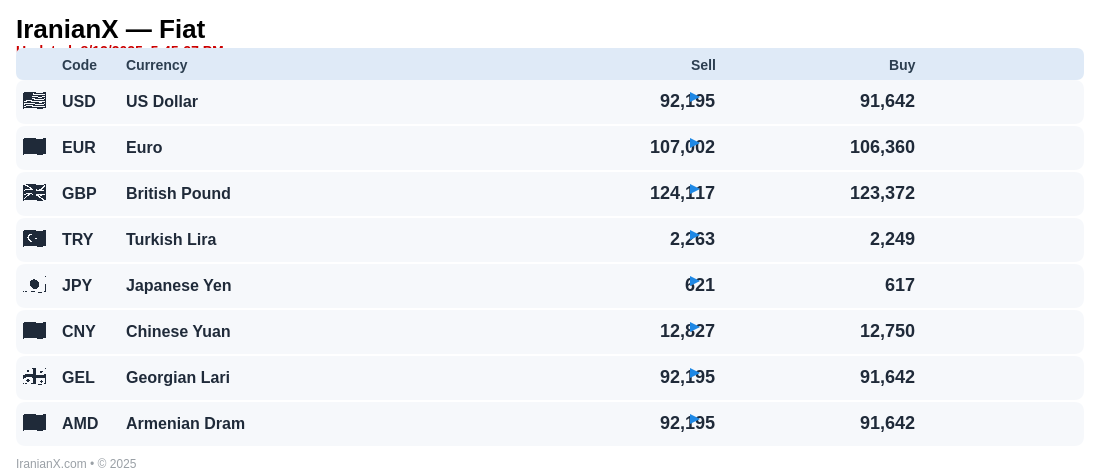 IranianX — Fiat
Code Currency Sell Buy
USD US Dollar 92,195 91,642
EUR Euro 107,002 106,360
GBP British Pound 124,117 123,372
TRY Turkish Lira 2,263 2,249
JPY Japanese Yen 621 617
CNY Chinese Yuan 12,827 12,750
GEL Georgian Lari 92,195 91,642
AMD Armenian Dram 92,195 91,642
IranianX.com • © 2025